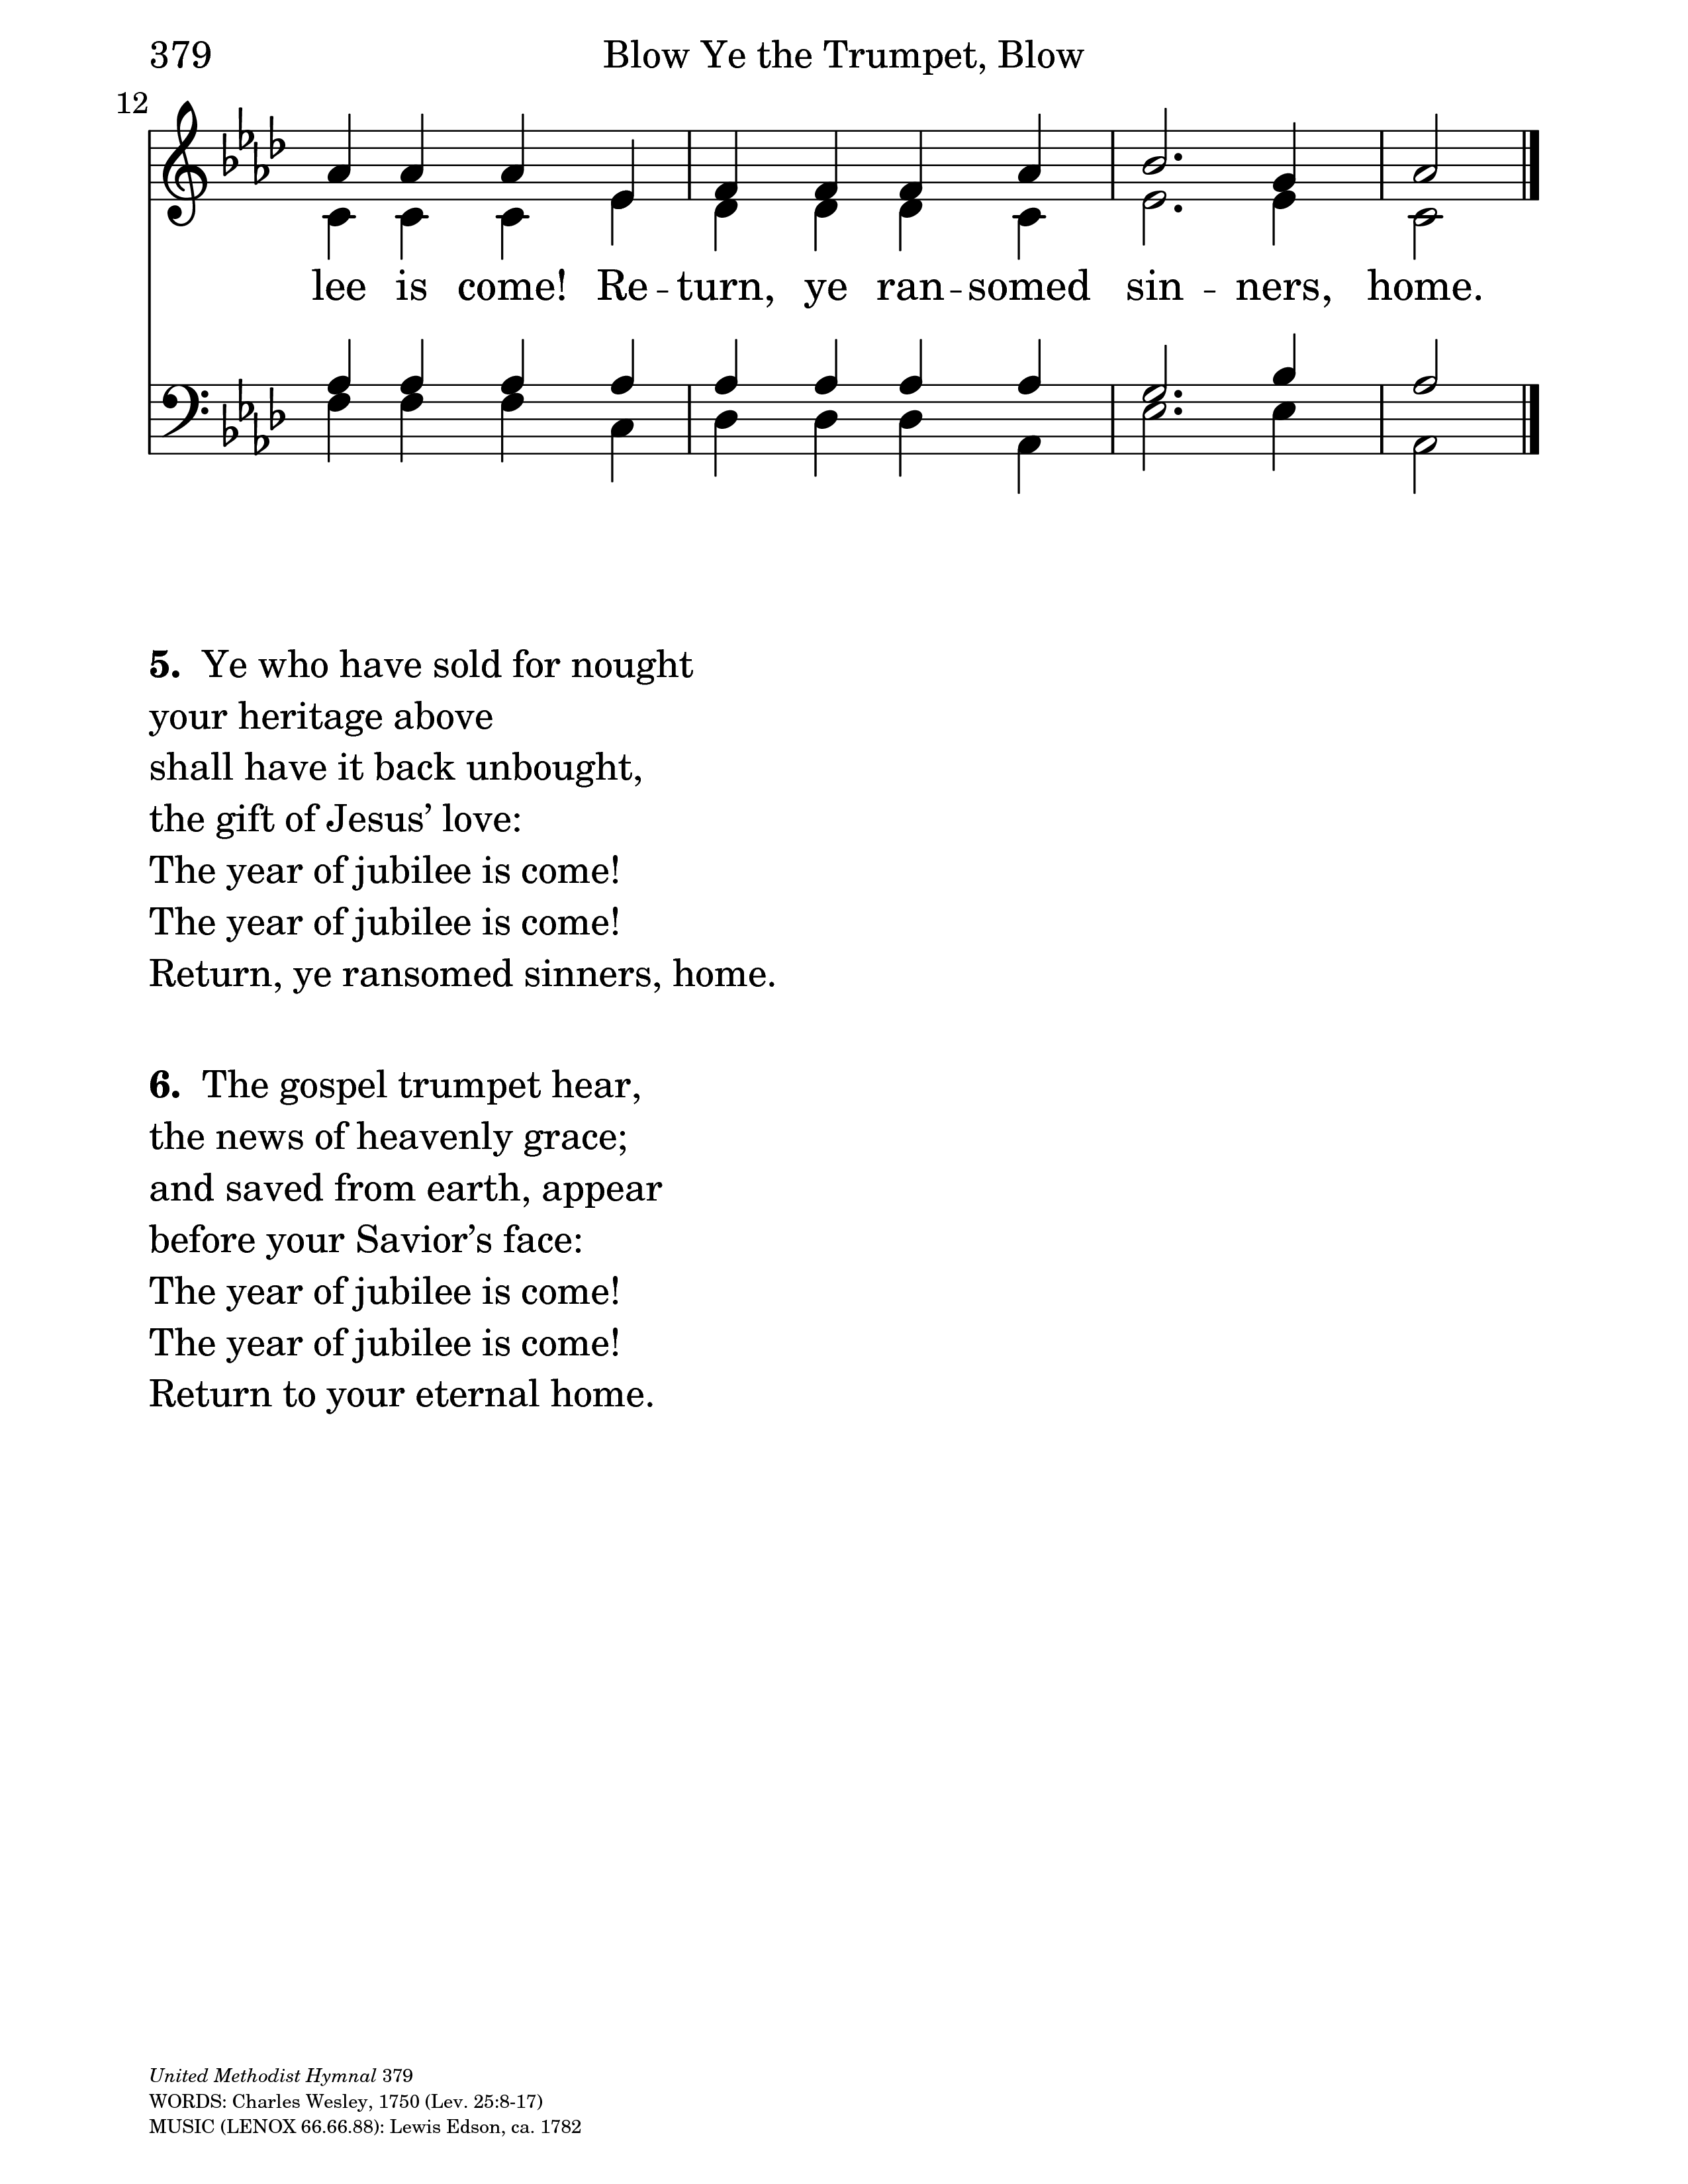 379 Blow Ye the Trumpet, Blow
12
lee is come! Re - turn, ye ran - somed sin - ners, home.
5. Ye who have sold for nought
your heritage above
shall have it back unbought,
the gift of Jesus’ love:
The year of jubilee is come!
The year of jubilee is come!
Return, ye ransomed sinners, home.
6. The gospel trumpet hear,
the news of heavenly grace;
and saved from earth, appear
before your Savior’s face:
The year of jubilee is come!
The year of jubilee is come!
Return to your eternal home.
United Methodist Hymnal 379
WORDS: Charles Wesley, 1750 (Lev. 25:8-17)
MUSIC (LENOX 66.66.88): Lewis Edson, ca. 1782